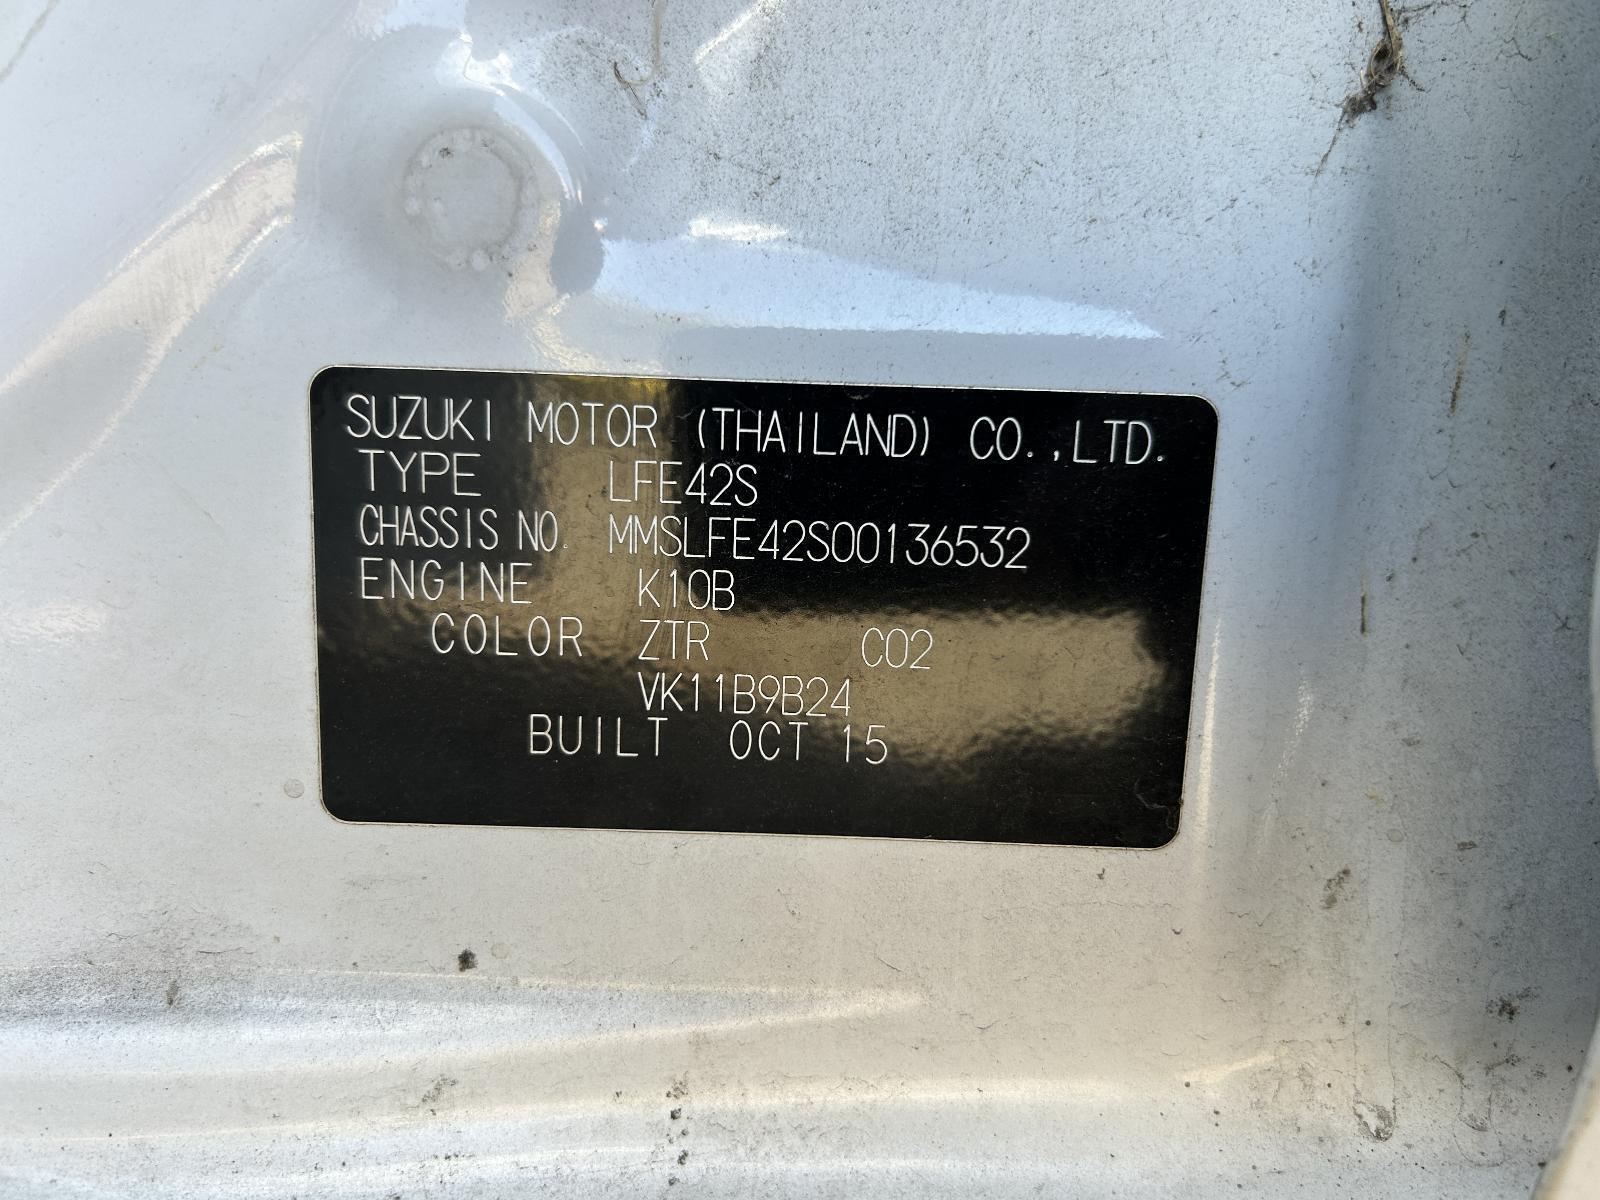 SUZUKI MOTOR (THAILAND) CO.,LTD.
TYPE LFE42S
CHASSIS NO. MMSLFE42S00136532
ENGINE K10B
COLOR ZTR C02
VK11B9B24
BUILT OCT 15